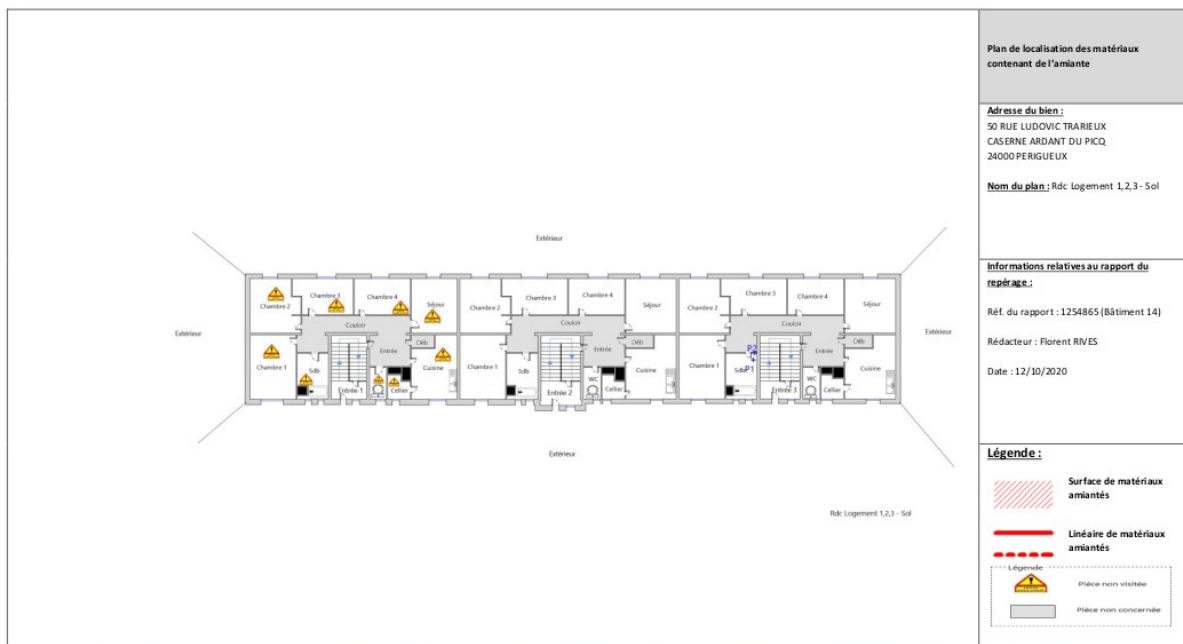 Plan de localisation des matériaux
contenant de l'amiante
Adresse du bien :
50 RUE LUDOVIC TRARIEUX
CASERNE ARDANT DU PICQ
24000 PERIGUEUX
Nom du plan : Rdc Logement 1,2,3 - Sol
Informations relatives au rapport du
repérage :
Réf. du rapport : 1254865 (Bâtiment 14)
Rédacteur : Florent RIVES
Date : 12/10/2020
Légende :
Surface de matériaux
amiantés
Linéaire de matériaux
amiantés
Légende
Pièce non visitée
Pièce non concernée
Extérieur
Extérieur
Extérieur
Extérieur
Chambre 2
Chambre 3
Chambre 4
Séjour
Couloir
Chambre 1
Sdb
Entrée 1
Entrée
Déb
Cuisine
Cellier
Chambre 2
Chambre 3
Chambre 4
Séjour
Couloir
Chambre 1
Sdb
Entrée 2
Entrée
Déb
WC
Cellier
Cuisine
Chambre 2
Chambre 3
Chambre 4
Séjour
Couloir
Chambre 1
Sdb
P2
P1
Entrée 3
Entrée
Déb
WC
Cellier
Cuisine
Rdc Logement 1,2,3 - Sol